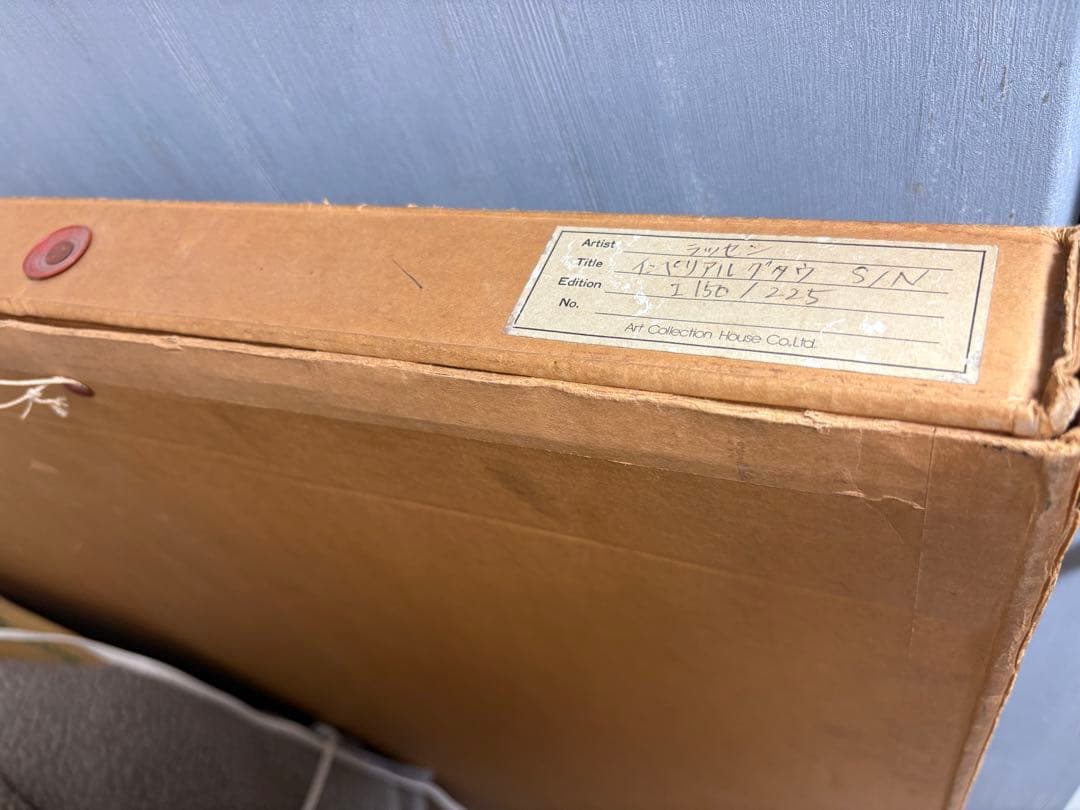 Artist ラッセン
Title インペリアルグタウ S/N
Edition I 150/225
No.
Art Collection House Co,Ltd.